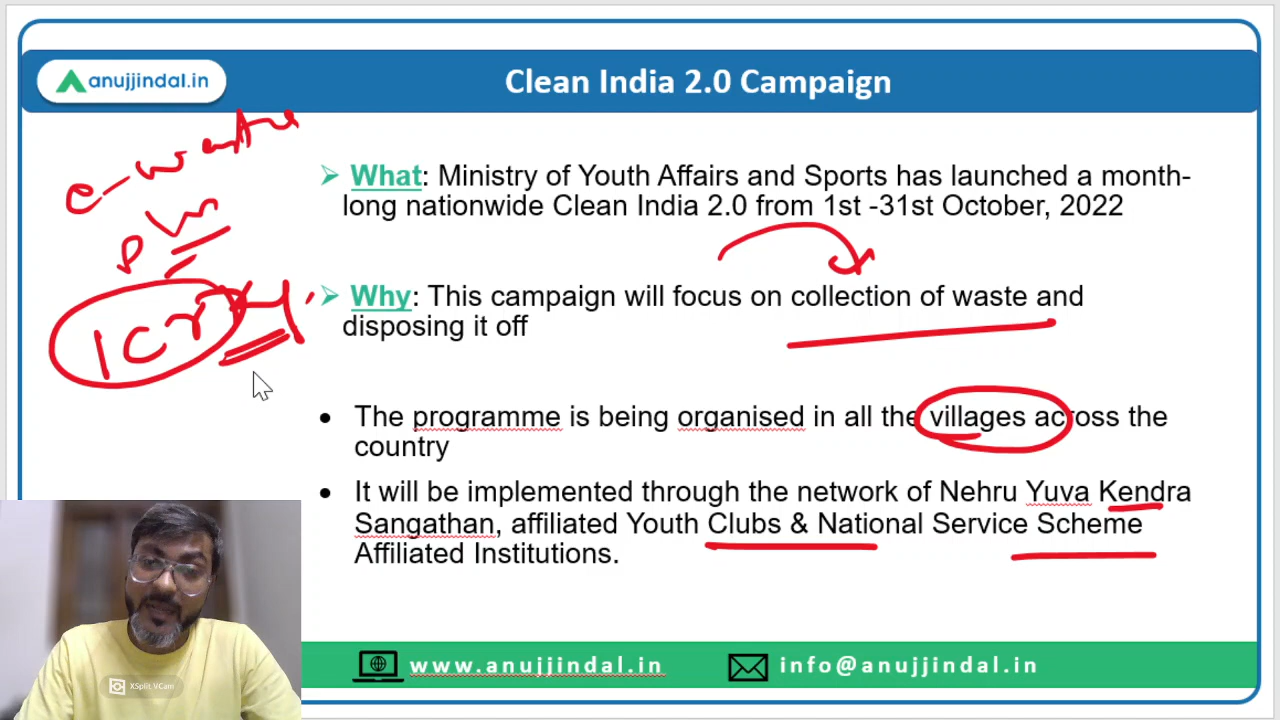 anujjindal.in
Clean India 2.0 Campaign
e-waste
➢ What: Ministry of Youth Affairs and Sports has launched a month-
long nationwide Clean India 2.0 from 1st -31st October, 2022
➢ Why: This campaign will focus on collection of waste and
disposing it off
• The programme is being organised in all the villages across the
country
• It will be implemented through the network of Nehru Yuva Kendra
Sangathan, affiliated Youth Clubs & National Service Scheme
Affiliated Institutions.
XSplit VCam
www.anujjindal.in
info@anujjindal.in